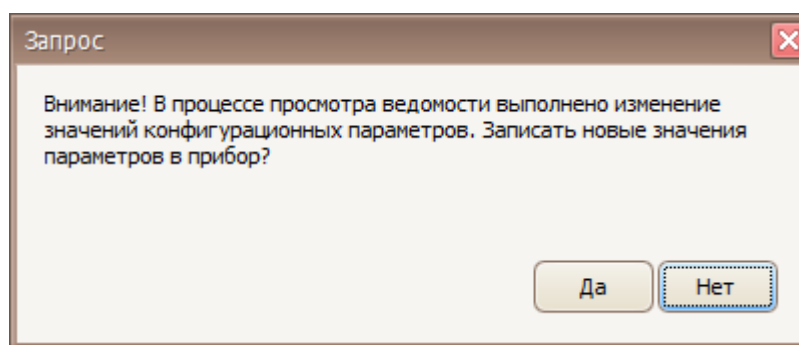 Запрос
Внимание! В процессе просмотра ведомости выполнено изменение
значений конфигурационных параметров. Записать новые значения
параметров в прибор?
Да
Нет